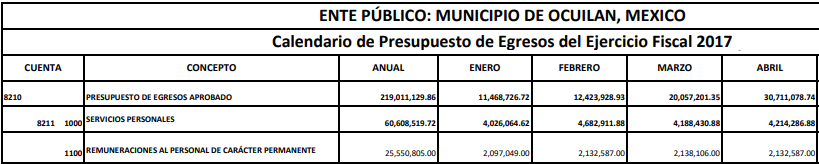 ENTE PÚBLICO: MUNICIPIO DE OCUILAN, MEXICO
Calendario de Presupuesto de Egresos del Ejercicio Fiscal 2017
CUENTA CONCEPTO ANUAL ENERO FEBRERO MARZO ABRIL
8210 PRESUPUESTO DE EGRESOS APROBADO 219,011,129.86 11,468,726.72 12,423,928.93 20,057,201.35 30,711,078.74
8211 1000 SERVICIOS PERSONALES 60,608,519.72 4,026,064.62 4,682,911.88 4,188,430.88 4,214,286.88
1100 REMUNERACIONES AL PERSONAL DE CARÁCTER PERMANENTE 25,550,805.00 2,097,049.00 2,132,587.00 2,138,106.00 2,132,587.00